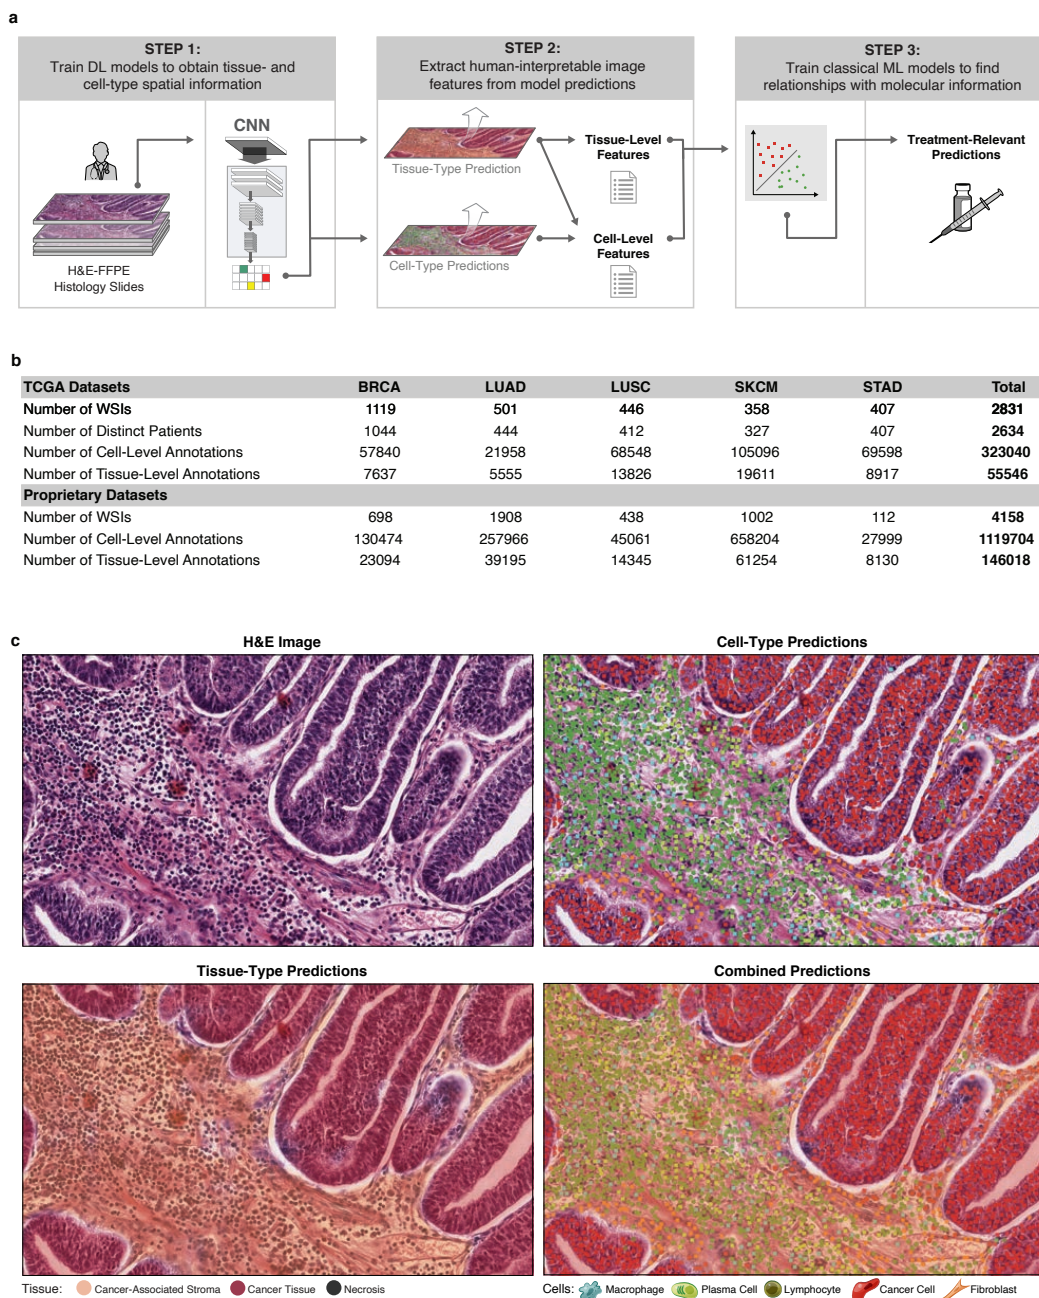 a
STEP 1:
Train DL models to obtain tissue- and
cell-type spatial information
STEP 2:
Extract human-interpretable image
features from model predictions
STEP 3:
Train classical ML models to find
relationships with molecular information
H&E-FFPE
Histology Slides
CNN
Tissue-Type Prediction
Cell-Type Predictions
Tissue-Level
Features
Cell-Level
Features
Treatment-Relevant
Predictions
b
TCGA Datasets BRCA LUAD LUSC SKCM STAD Total
Number of WSIs 1119 501 446 358 407 2831
Number of Distinct Patients 1044 444 412 327 407 2634
Number of Cell-Level Annotations 57840 21958 68548 105096 69598 323040
Number of Tissue-Level Annotations 7637 5555 13826 19611 8917 55546
Proprietary Datasets
Number of WSIs 698 1908 438 1002 112 4158
Number of Cell-Level Annotations 130474 257966 45061 658204 27999 1119704
Number of Tissue-Level Annotations 23094 39195 14345 61254 8130 146018
c
H&E Image
Cell-Type Predictions
Tissue-Type Predictions
Combined Predictions
Tissue: Cancer-Associated Stroma Cancer Tissue Necrosis
Cells: Macrophage Plasma Cell Lymphocyte Cancer Cell Fibroblast